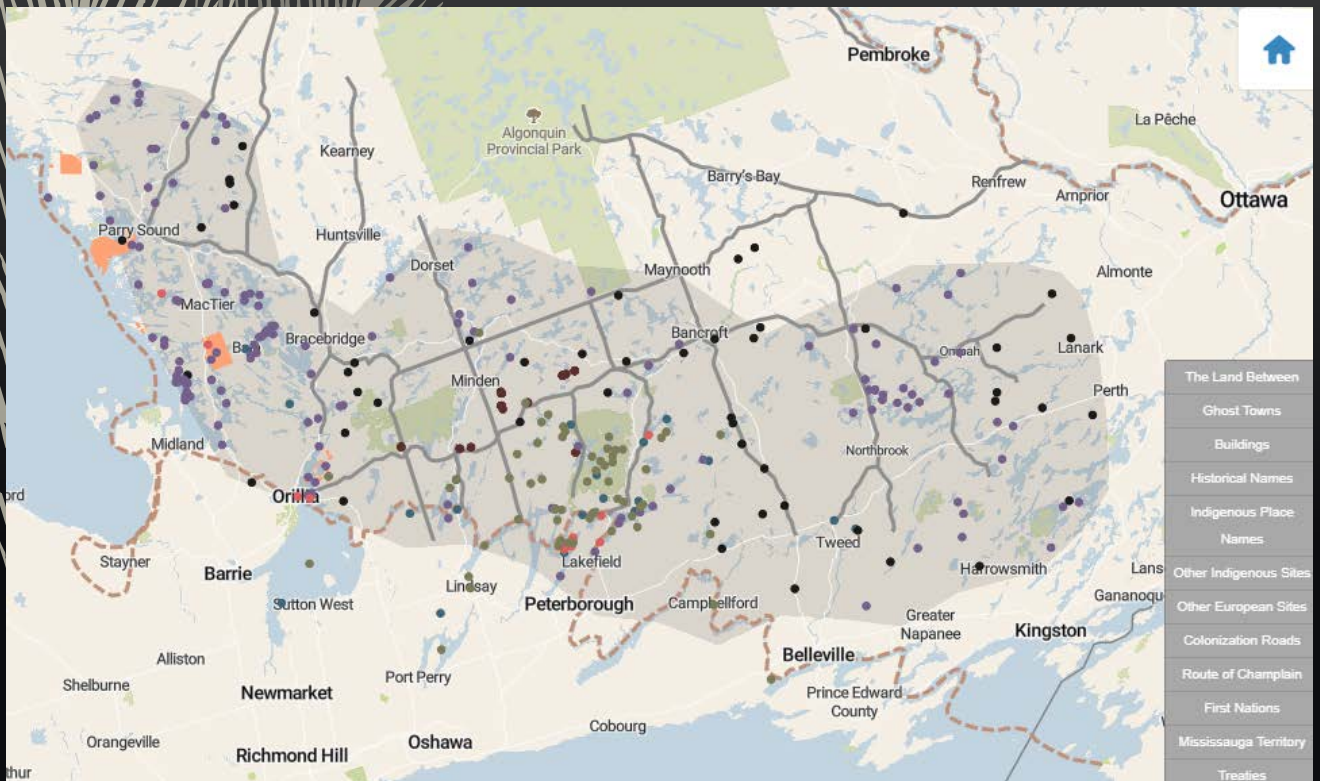 Pembroke
La Pêche
Algonquin
Provincial Park
Kearney
Barry's Bay
Renfrew
Arnprior
Ottawa
Parry Sound
Huntsville
Dorset
Maynooth
Almonte
MacTier
Bracebridge
Bancroft
Lanark
Minden
Perth
Midland
Northbrook
ord
Orillia
Tweed
Stayner
Barrie
Lakefield
Harrowsmith
Lans
Lindsay
Sutton West
Peterborough
Campbellford
Gananoqu
Greater
Napanee
Kingston
Belleville
Alliston
Port Perry
Shelburne
Newmarket
Prince Edward
County
Cobourg
Orangeville
Oshawa
Richmond Hill
thur
The Land Between
Ghost Towns
Buildings
Historical Names
Indigenous Place
Names
Other Indigenous Sites
Other European Sites
Colonization Roads
Route of Champlain
First Nations
Mississauga Territory
Treaties